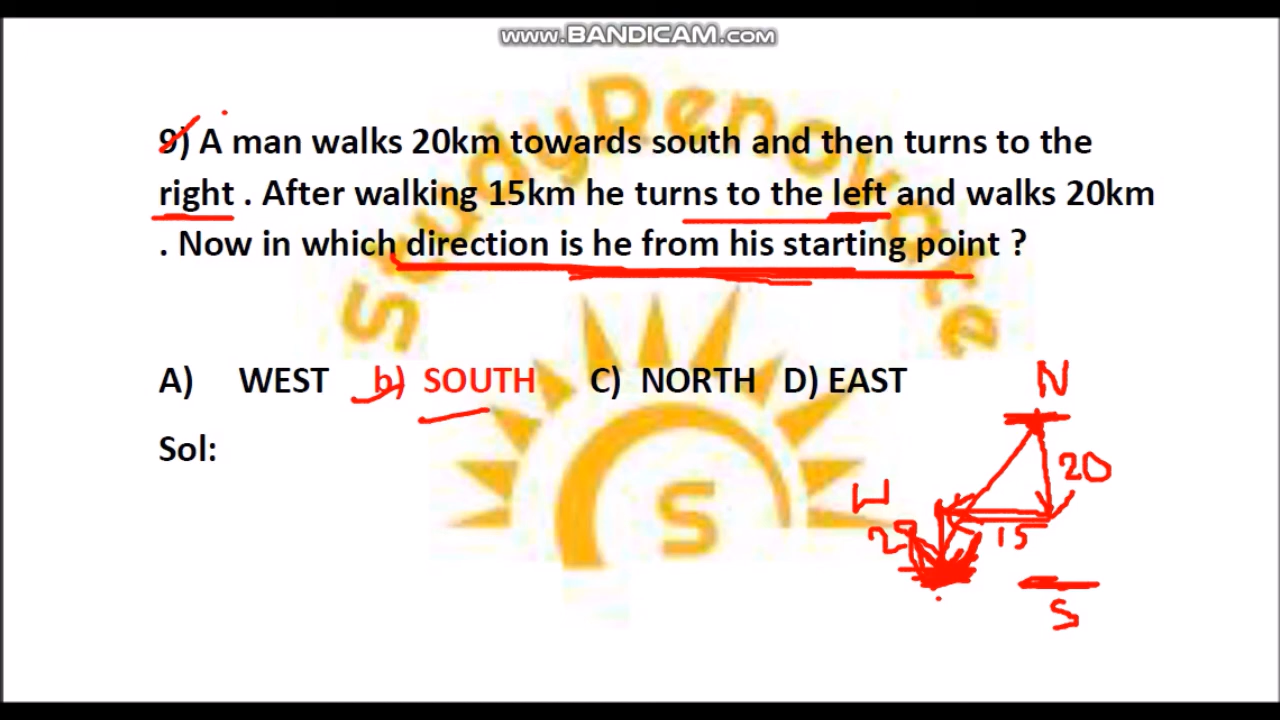 www.BANDICAM.com
StudyRenovate
9) A man walks 20km towards south and then turns to the
right . After walking 15km he turns to the left and walks 20km
. Now in which direction is he from his starting point ?
A) WEST b) SOUTH C) NORTH D) EAST
N
Sol:
20
W
15
S
S